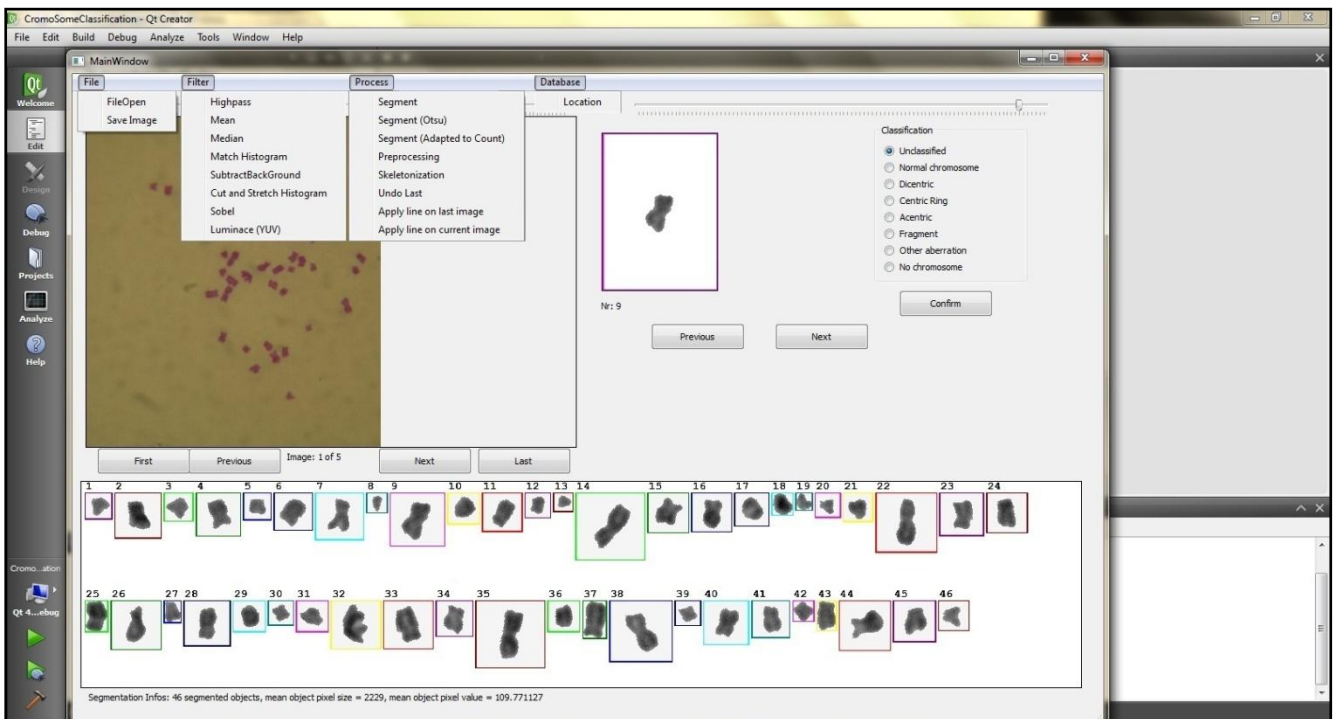 CromoSomeClassification - Qt Creator
File Edit Build Debug Analyze Tools Window Help
MainWindow
File Filter Process Database
FileOpen
Save Image
Highpass
Mean
Median
Match Histogram
SubtractBackGround
Cut and Stretch Histogram
Sobel
Luminace (YUV)
Segment
Segment (Otsu)
Segment (Adapted to Count)
Preprocessing
Skeletonization
Undo Last
Apply line on last image
Apply line on current image
Location
Welcome
Edit
Design
Debug
Projects
Analyze
Help
Nr: 9
Previous Next
Classification
Unclassified
Normal chromosome
Dicentric
Centric Ring
Acentric
Fragment
Other aberration
No chromosome
Confirm
First Previous Image: 1 of 5 Next Last
1 2 3 4 5 6 7 8 9 10 11 12 13 14 15 16 17 18 19 20 21 22 23 24
25 26 27 28 29 30 31 32 33 34 35 36 37 38 39 40 41 42 43 44 45 46
Cromo...ation
Qt 4...ebug
Segmentation Infos: 46 segmented objects, mean object pixel size = 2229, mean object pixel value = 109.771127